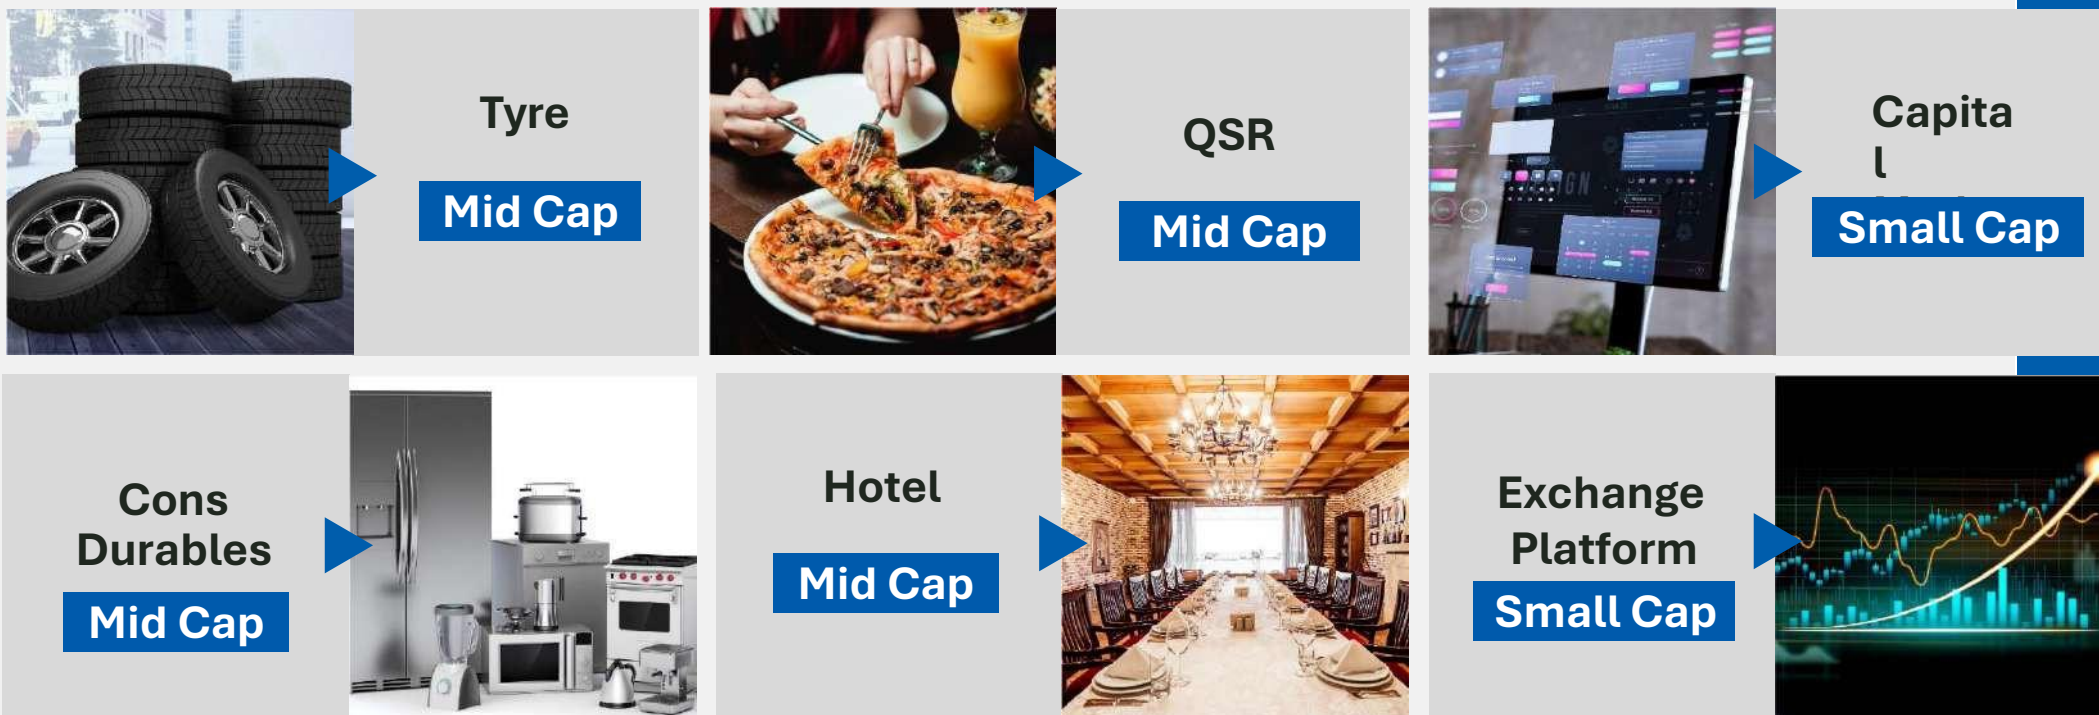 Tyre
Mid Cap
QSR
Mid Cap
Capita
l
Small Cap
Cons
Durables
Mid Cap
Hotel
Mid Cap
Exchange
Platform
Small Cap